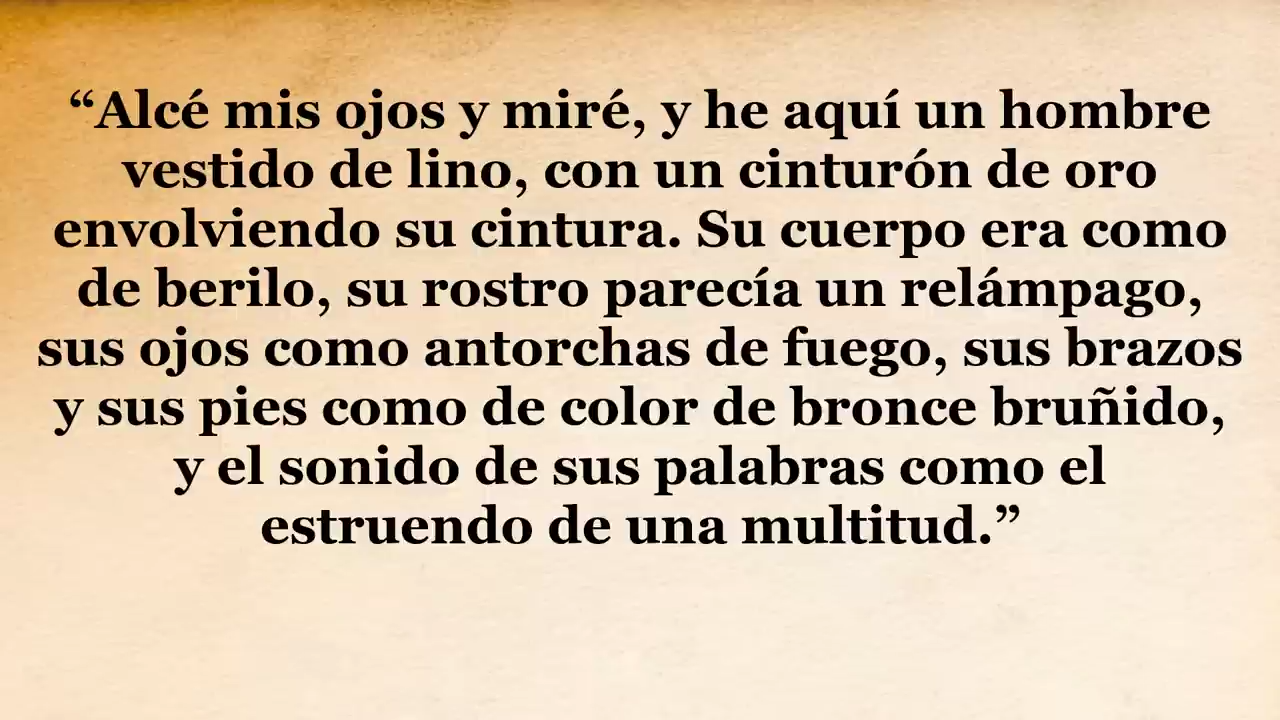 “Alcé mis ojos y miré, y he aquí un hombre
vestido de lino, con un cinturón de oro
envolviendo su cintura. Su cuerpo era como
de berilo, su rostro parecía un relámpago,
sus ojos como antorchas de fuego, sus brazos
y sus pies como de color de bronce bruñido,
y el sonido de sus palabras como el
estruendo de una multitud.”